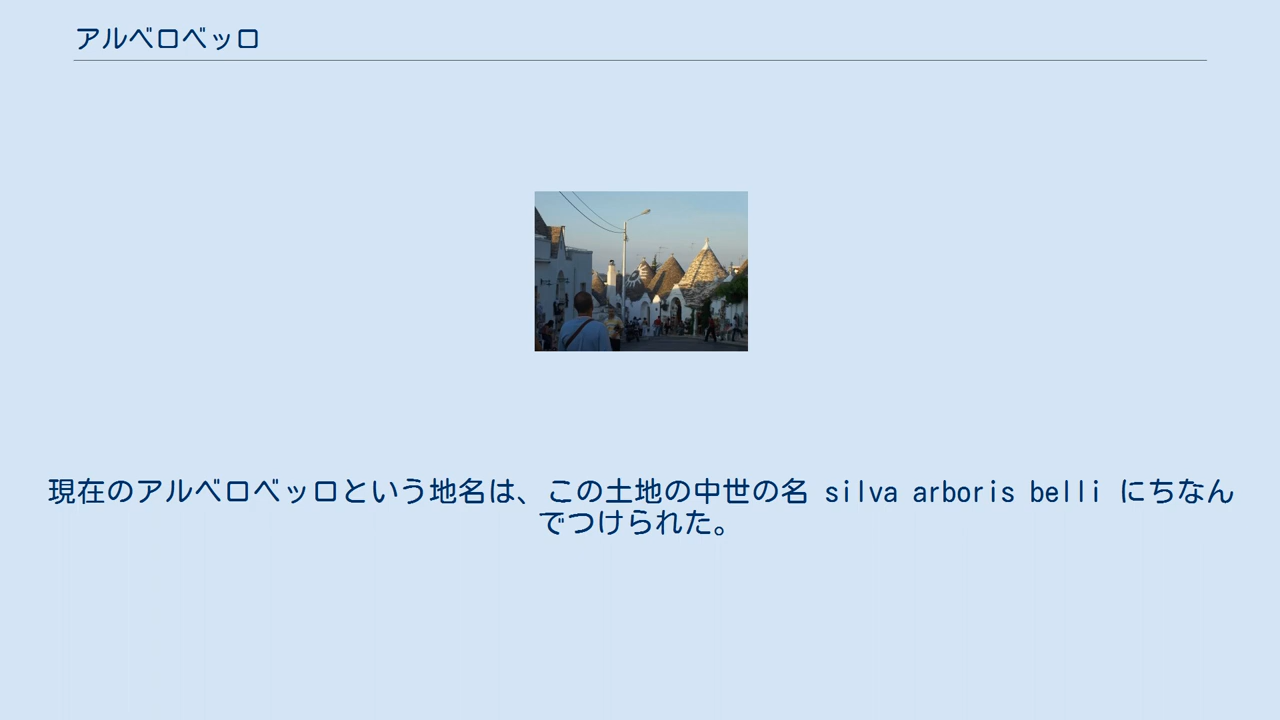 アルベロベッロ
現在のアルベロベッロという地名は、この土地の中世の名 silva arboris belli にちなん
でつけられた。